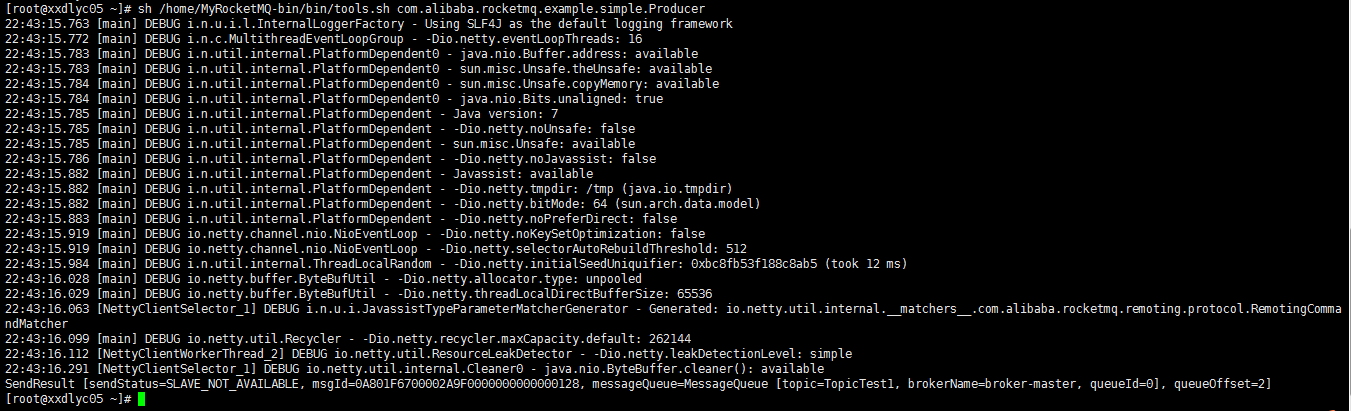 [root@xxdlyc05 ~]# sh /home/MyRocketMQ-bin/bin/tools.sh com.alibaba.rocketmq.example.simple.Producer
22:43:15.763 [main] DEBUG i.n.u.i.l.InternalLoggerFactory - Using SLF4J as the default logging framework
22:43:15.772 [main] DEBUG i.n.c.MultithreadEventLoopGroup - -Dio.netty.eventLoopThreads: 16
22:43:15.783 [main] DEBUG i.n.util.internal.PlatformDependent0 - java.nio.Buffer.address: available
22:43:15.783 [main] DEBUG i.n.util.internal.PlatformDependent0 - sun.misc.Unsafe.theUnsafe: available
22:43:15.784 [main] DEBUG i.n.util.internal.PlatformDependent0 - sun.misc.Unsafe.copyMemory: available
22:43:15.784 [main] DEBUG i.n.util.internal.PlatformDependent0 - java.nio.Bits.unaligned: true
22:43:15.785 [main] DEBUG i.n.util.internal.PlatformDependent - Java version: 7
22:43:15.785 [main] DEBUG i.n.util.internal.PlatformDependent - -Dio.netty.noUnsafe: false
22:43:15.785 [main] DEBUG i.n.util.internal.PlatformDependent - sun.misc.Unsafe: available
22:43:15.786 [main] DEBUG i.n.util.internal.PlatformDependent - -Dio.netty.noJavassist: false
22:43:15.882 [main] DEBUG i.n.util.internal.PlatformDependent - Javassist: available
22:43:15.882 [main] DEBUG i.n.util.internal.PlatformDependent - -Dio.netty.tmpdir: /tmp (java.io.tmpdir)
22:43:15.882 [main] DEBUG i.n.util.internal.PlatformDependent - -Dio.netty.bitMode: 64 (sun.arch.data.model)
22:43:15.883 [main] DEBUG i.n.util.internal.PlatformDependent - -Dio.netty.noPreferDirect: false
22:43:15.919 [main] DEBUG io.netty.channel.nio.NioEventLoop - -Dio.netty.noKeySetOptimization: false
22:43:15.919 [main] DEBUG io.netty.channel.nio.NioEventLoop - -Dio.netty.selectorAutoRebuildThreshold: 512
22:43:15.984 [main] DEBUG i.n.util.internal.ThreadLocalRandom - -Dio.netty.initialSeedUniquifier: 0xbc8fb53f188c8ab5 (took 12 ms)
22:43:16.028 [main] DEBUG io.netty.buffer.ByteBufUtil - -Dio.netty.allocator.type: unpooled
22:43:16.029 [main] DEBUG io.netty.buffer.ByteBufUtil - -Dio.netty.threadLocalDirectBufferSize: 65536
22:43:16.063 [NettyClientSelector_1] DEBUG i.n.u.i.JavassistTypeParameterMatcherGenerator - Generated: io.netty.util.internal.__matchers__.com.alibaba.rocketmq.remoting.protocol.RemotingComma
ndMatcher
22:43:16.099 [main] DEBUG io.netty.util.Recycler - -Dio.netty.recycler.maxCapacity.default: 262144
22:43:16.112 [NettyClientWorkerThread_2] DEBUG io.netty.util.ResourceLeakDetector - -Dio.netty.leakDetectionLevel: simple
22:43:16.291 [NettyClientSelector_1] DEBUG io.netty.util.internal.Cleaner0 - java.nio.ByteBuffer.cleaner(): available
SendResult [sendStatus=SLAVE_NOT_AVAILABLE, msgId=0A801F6700002A9F0000000000000128, messageQueue=MessageQueue [topic=TopicTest1, brokerName=broker-master, queueId=0], queueOffset=2]
[root@xxdlyc05 ~]#